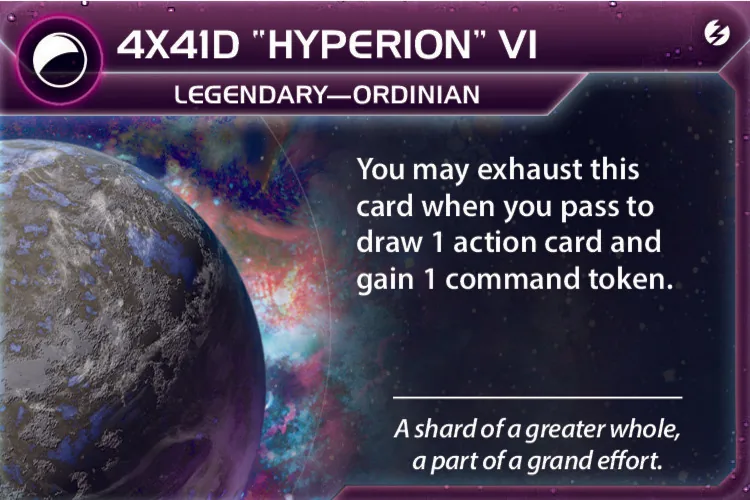 4X41D "HYPERION" VI
LEGENDARY—ORDINIAN
You may exhaust this
card when you pass to
draw 1 action card and
gain 1 command token.
A shard of a greater whole,
a part of a grand effort.